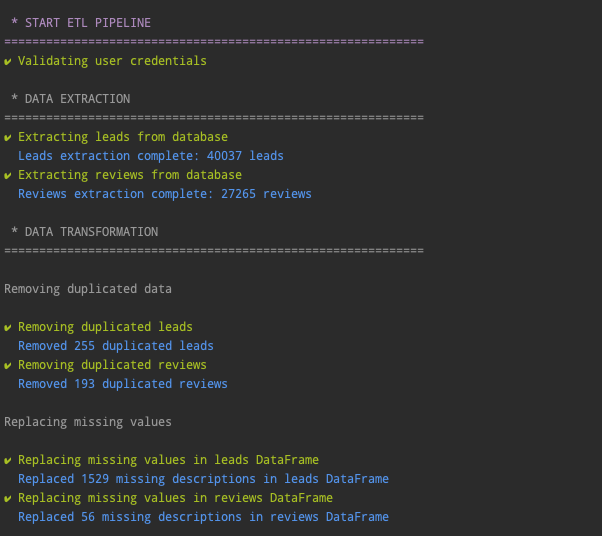 * START ETL PIPELINE
============================================================
✔ Validating user credentials
* DATA EXTRACTION
============================================================
✔ Extracting leads from database
Leads extraction complete: 40037 leads
✔ Extracting reviews from database
Reviews extraction complete: 27265 reviews
* DATA TRANSFORMATION
============================================================
Removing duplicated data
✔ Removing duplicated leads
Removed 255 duplicated leads
✔ Removing duplicated reviews
Removed 193 duplicated reviews
Replacing missing values
✔ Replacing missing values in leads DataFrame
Replaced 1529 missing descriptions in leads DataFrame
✔ Replacing missing values in reviews DataFrame
Replaced 56 missing descriptions in reviews DataFrame